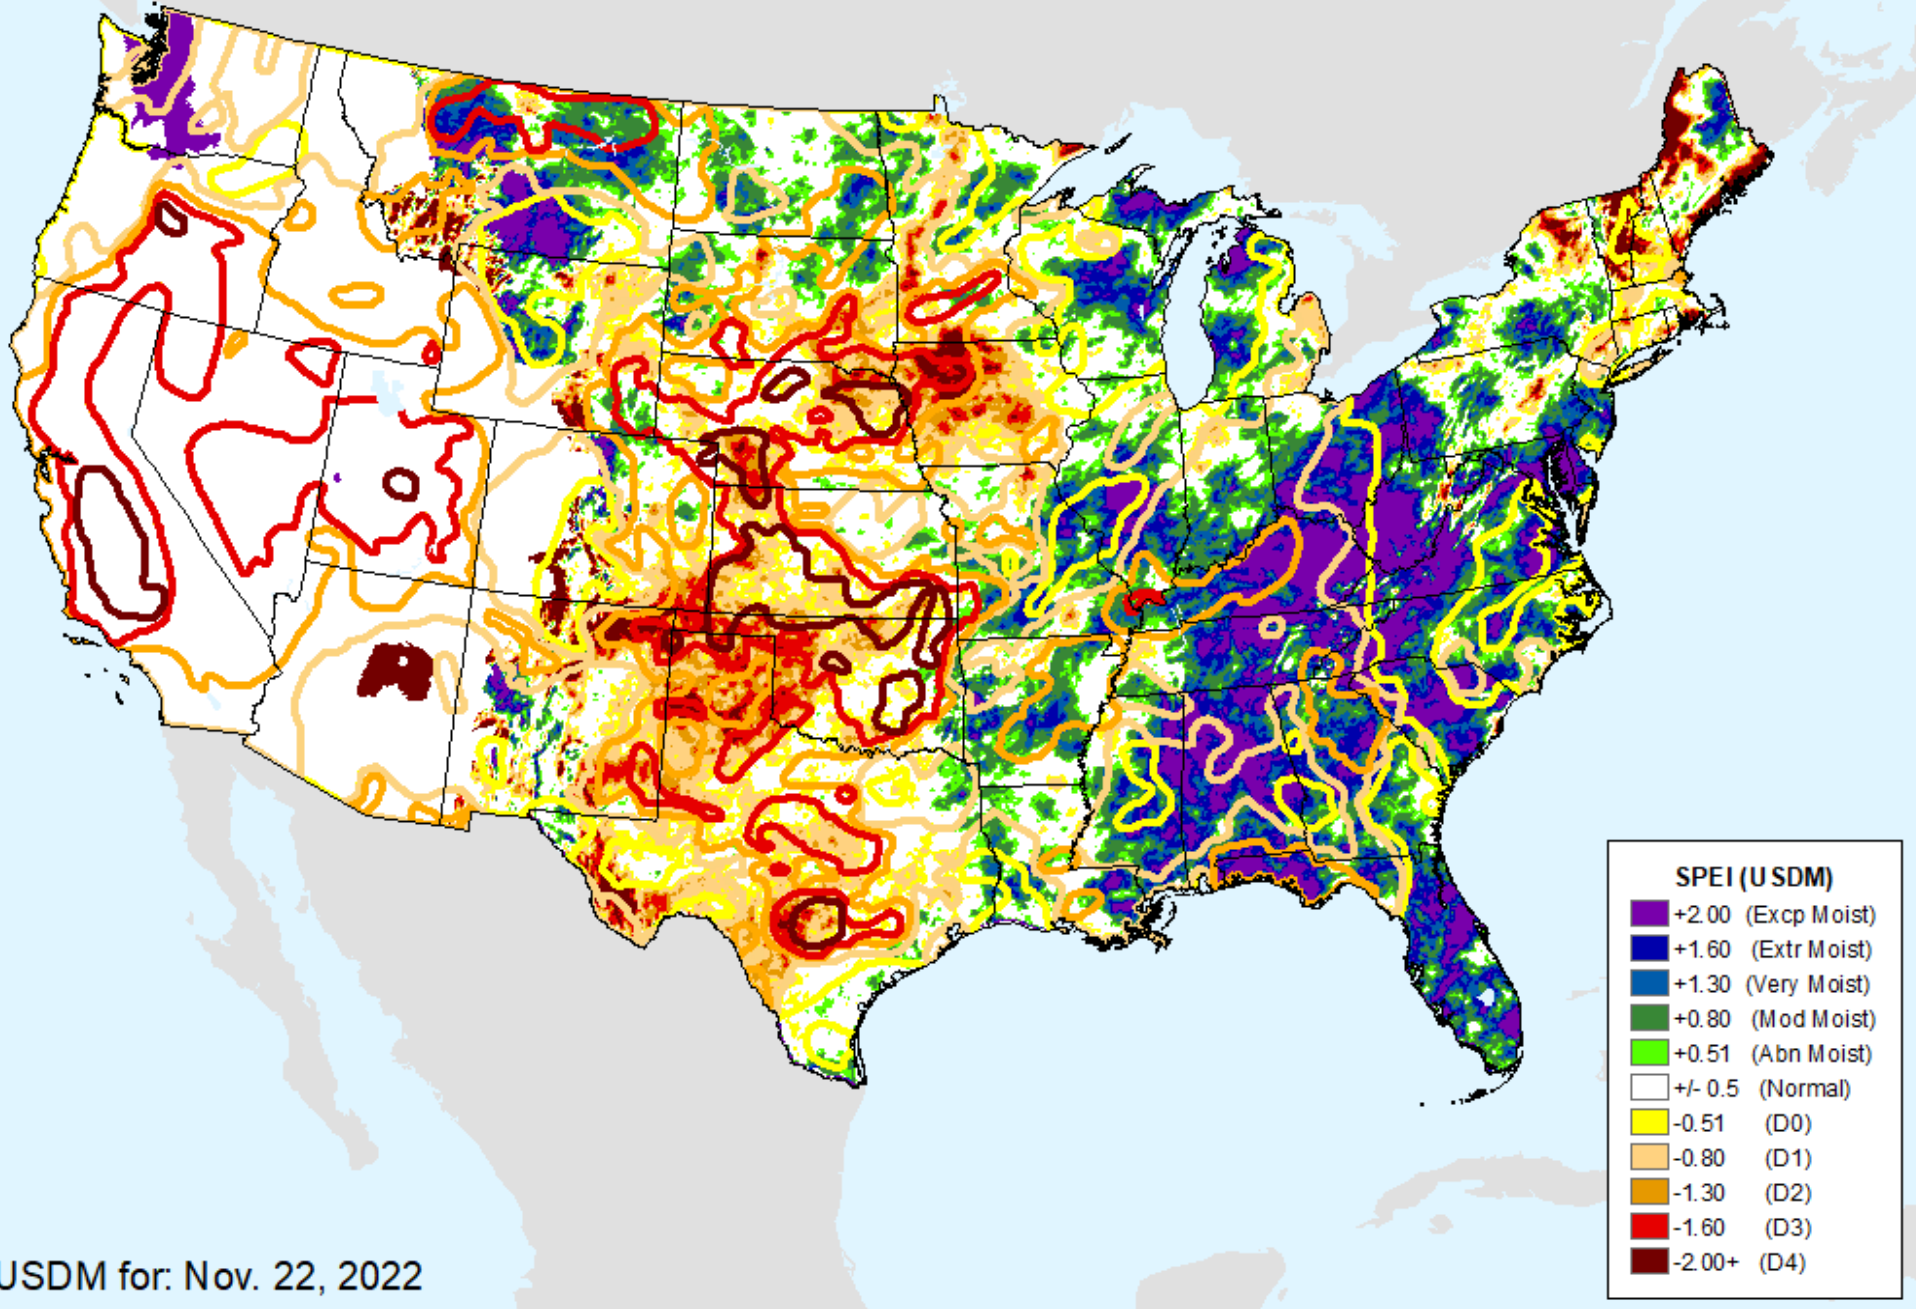 SPEI (USDM)
+2.00 (Excp Moist)
+1.60 (Extr Moist)
+1.30 (Very Moist)
+0.80 (Mod Moist)
+0.51 (Abn Moist)
+/- 0.5 (Normal)
-0.51 (D0)
-0.80 (D1)
-1.30 (D2)
-1.60 (D3)
-2.00+ (D4)
USDM for: Nov. 22, 2022